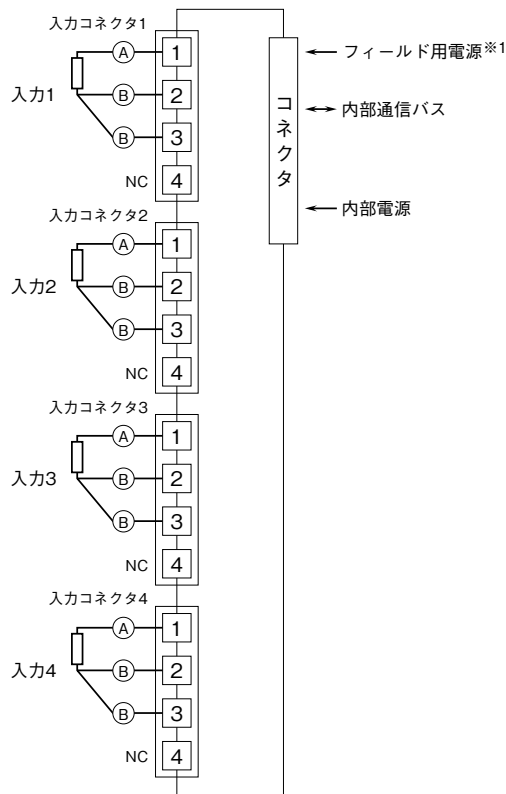 入力コネクタ1
入力1
A
B
B
NC
1
2
3
4
入力コネクタ2
入力2
A
B
B
NC
1
2
3
4
入力コネクタ3
入力3
A
B
B
NC
1
2
3
4
入力コネクタ4
入力4
A
B
B
NC
1
2
3
4
コネクタ
フィールド用電源※1
内部通信バス
内部電源